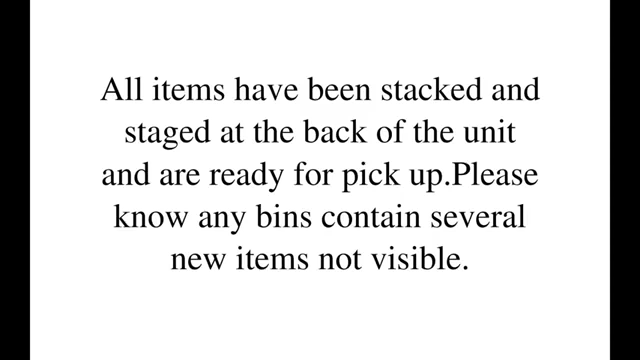 All items have been stacked and
staged at the back of the unit
and are ready for pick up.Please
know any bins contain several
new items not visible.